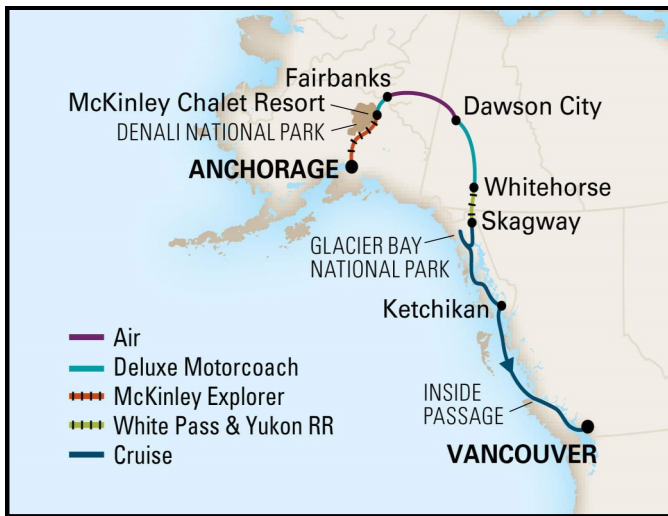 Fairbanks
McKinley Chalet Resort
DENALI NATIONAL PARK
Dawson City
ANCHORAGE
Whitehorse
Skagway
GLACIER BAY
NATIONAL PARK
Ketchikan
Air
Deluxe Motorcoach
McKinley Explorer
White Pass & Yukon RR
Cruise
INSIDE
PASSAGE
VANCOUVER